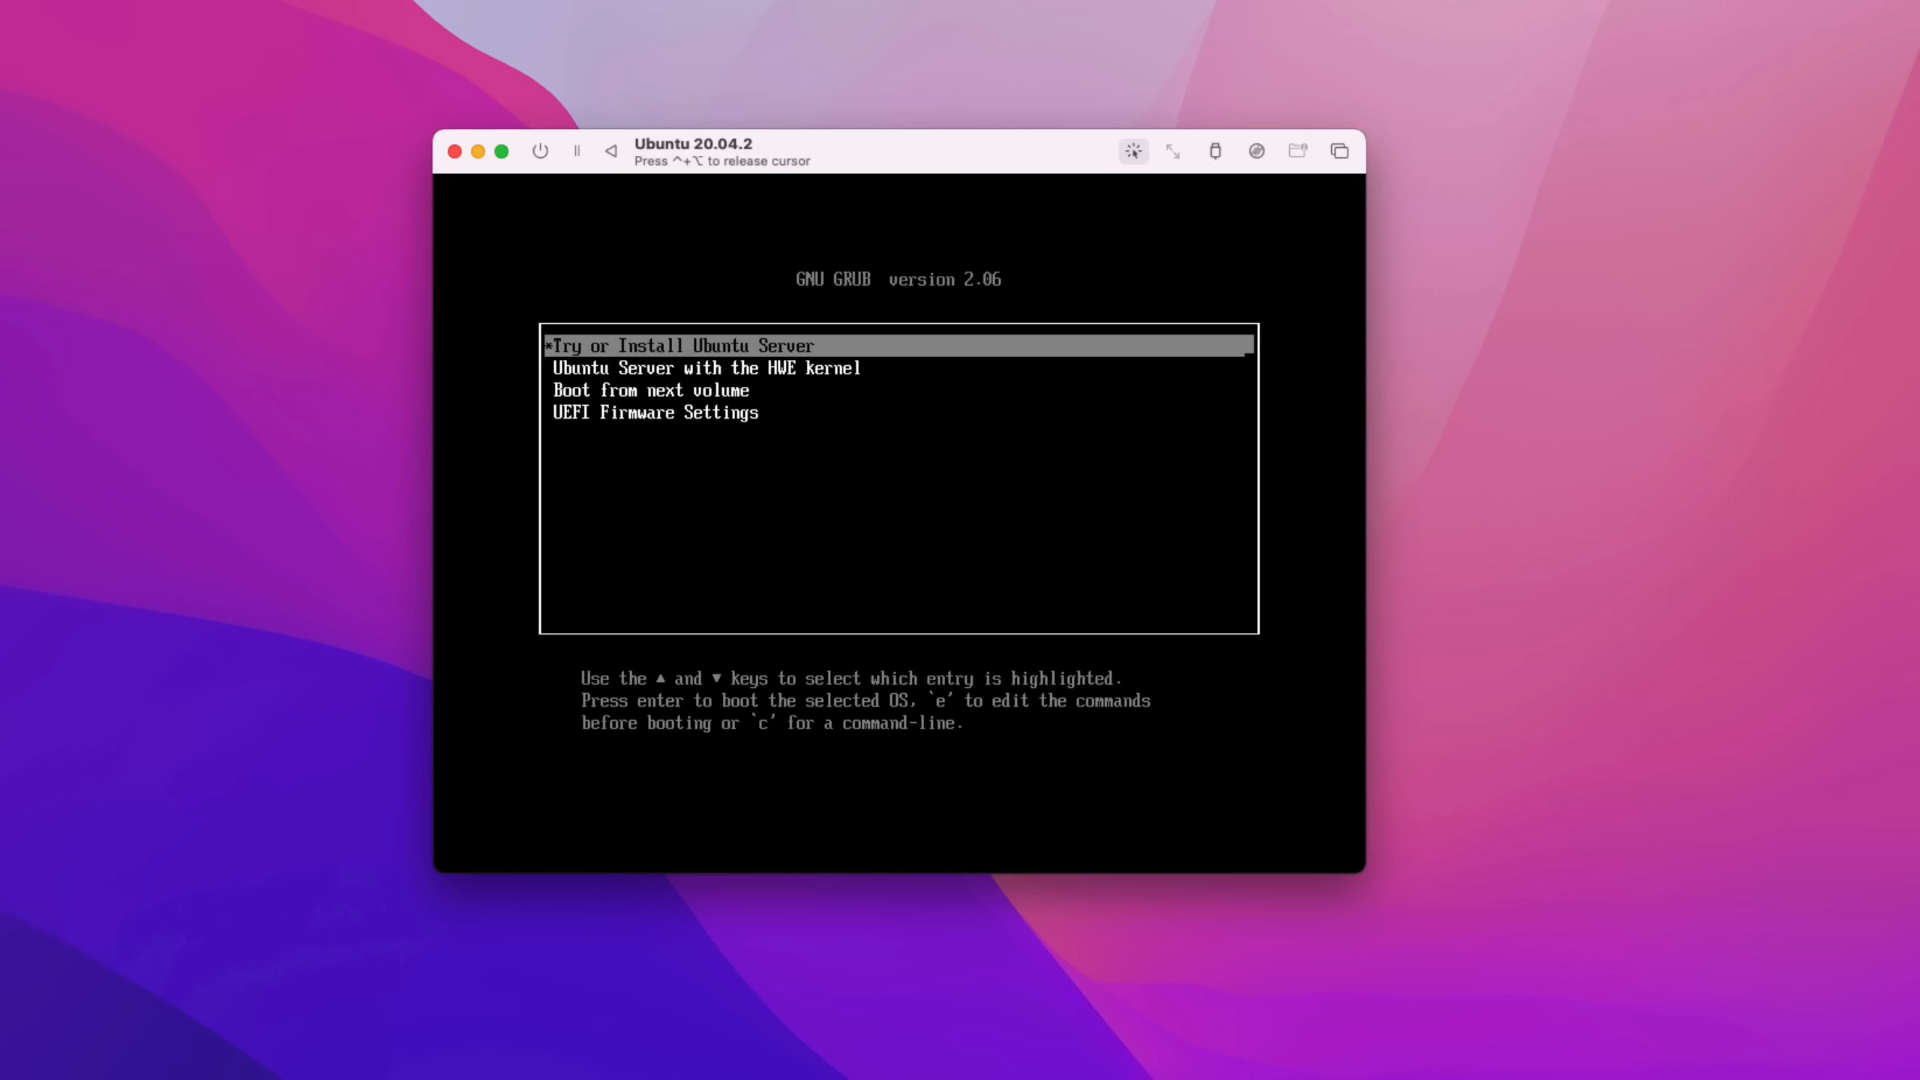 Ubuntu 20.04.2
Press ^+⌥ to release cursor
GNU GRUB  version 2.06
*Try or Install Ubuntu Server
Ubuntu Server with the HWE kernel
Boot from next volume
UEFI Firmware Settings
Use the ▲ and ▼ keys to select which entry is highlighted.
Press enter to boot the selected OS, `e' to edit the commands
before booting or `c' for a command-line.